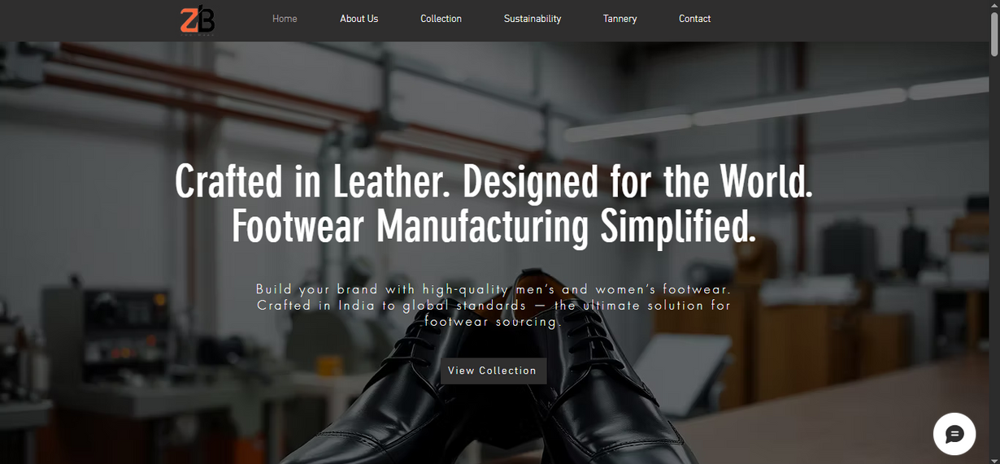 ZB
Home
About Us
Collection
Sustainability
Tannery
Contact
Crafted in Leather. Designed for the World.
Footwear Manufacturing Simplified.
Build your brand with high-quality men's and women's footwear.
Crafted in India to global standards — the ultimate solution for
footwear sourcing.
View Collection